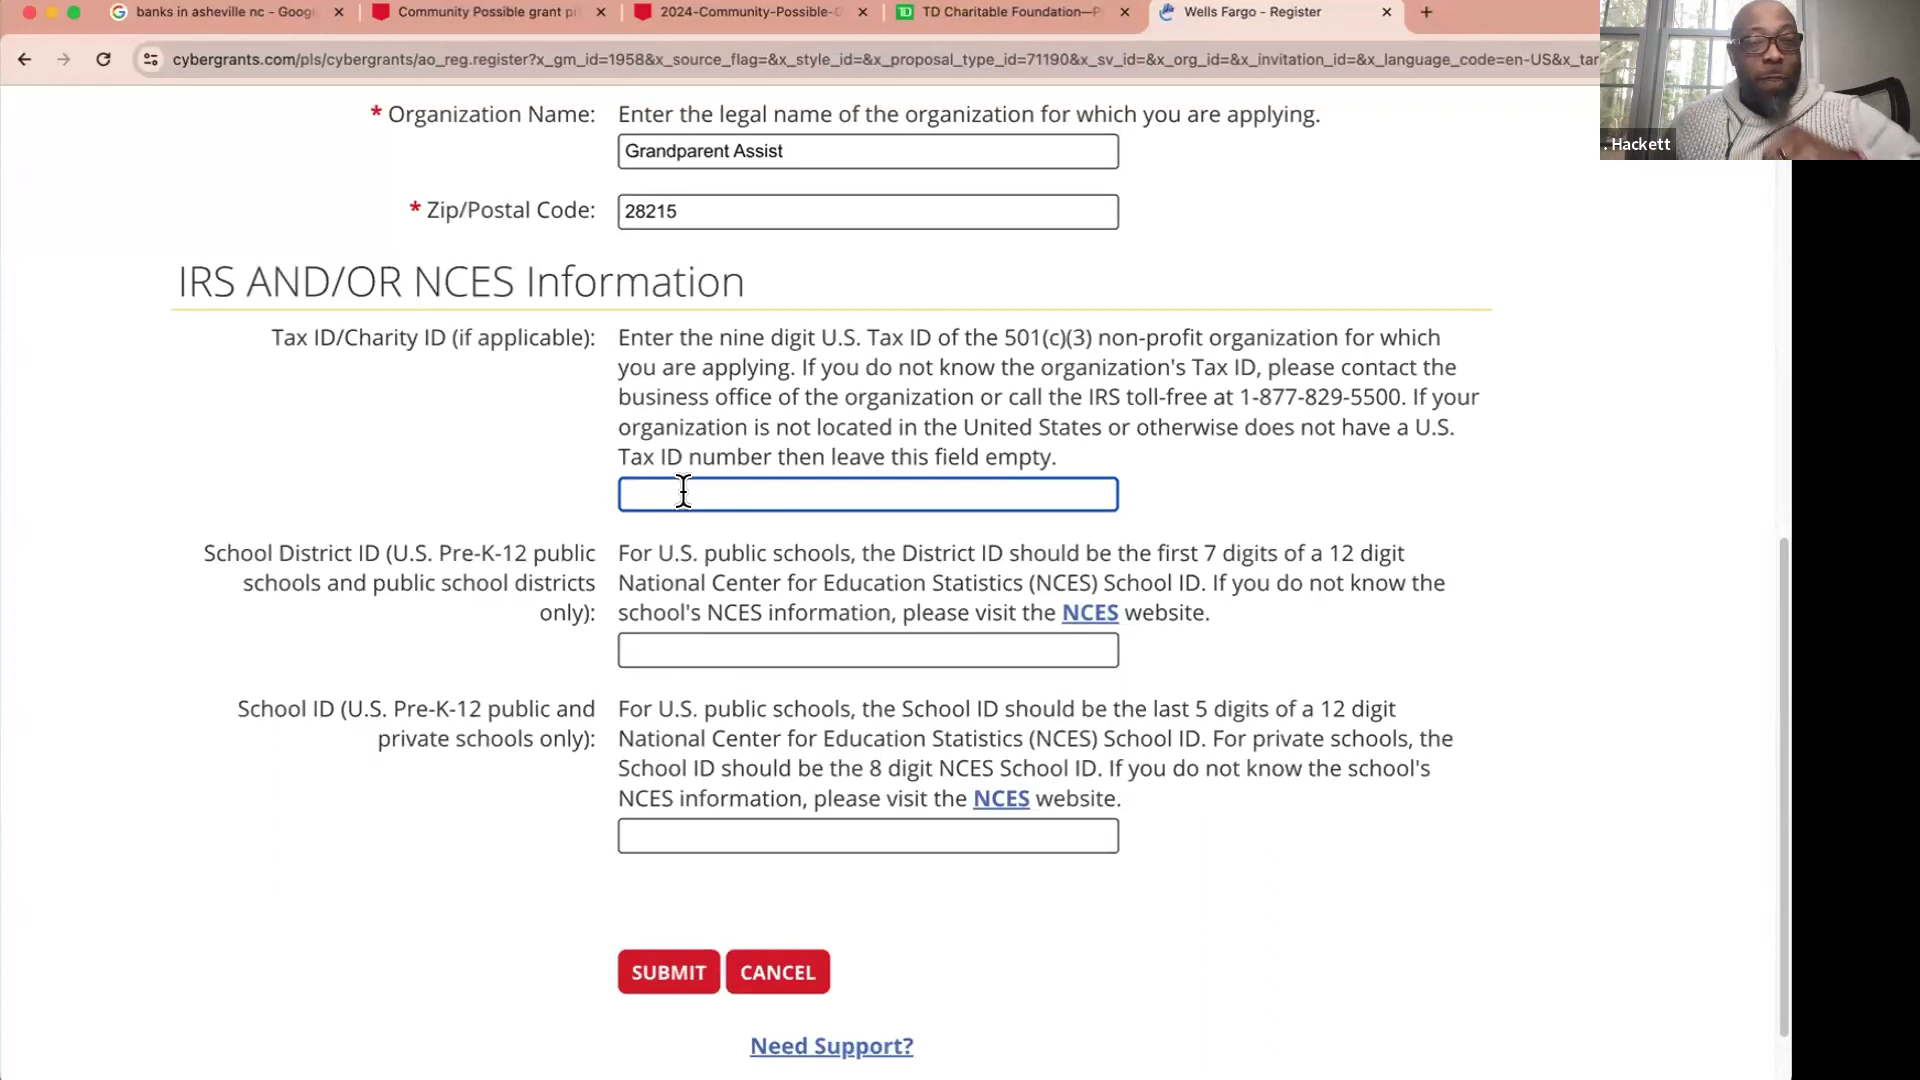 banks in asheville nc - Googl
Community Possible grant p
2024-Community-Possible-G
TD Charitable Foundation—P
Wells Fargo - Register
cybergrants.com/pls/cybergrants/ao_reg.register?x_gm_id=1958&x_source_flag=&x_style_id=&x_proposal_type_id=71190&x_sv_id=&x_org_id=&x_invitation_id=&x_language_code=en-US&x_tar
. Hackett
* Organization Name:
Enter the legal name of the organization for which you are applying.
Grandparent Assist
* Zip/Postal Code:
28215
IRS AND/OR NCES Information
Tax ID/Charity ID (if applicable):
Enter the nine digit U.S. Tax ID of the 501(c)(3) non-profit organization for which
you are applying. If you do not know the organization's Tax ID, please contact the
business office of the organization or call the IRS toll-free at 1-877-829-5500. If your
organization is not located in the United States or otherwise does not have a U.S.
Tax ID number then leave this field empty.
School District ID (U.S. Pre-K-12 public
schools and public school districts
only):
For U.S. public schools, the District ID should be the first 7 digits of a 12 digit
National Center for Education Statistics (NCES) School ID. If you do not know the
school's NCES information, please visit the NCES website.
School ID (U.S. Pre-K-12 public and
private schools only):
For U.S. public schools, the School ID should be the last 5 digits of a 12 digit
National Center for Education Statistics (NCES) School ID. For private schools, the
School ID should be the 8 digit NCES School ID. If you do not know the school's
NCES information, please visit the NCES website.
SUBMIT
CANCEL
Need Support?